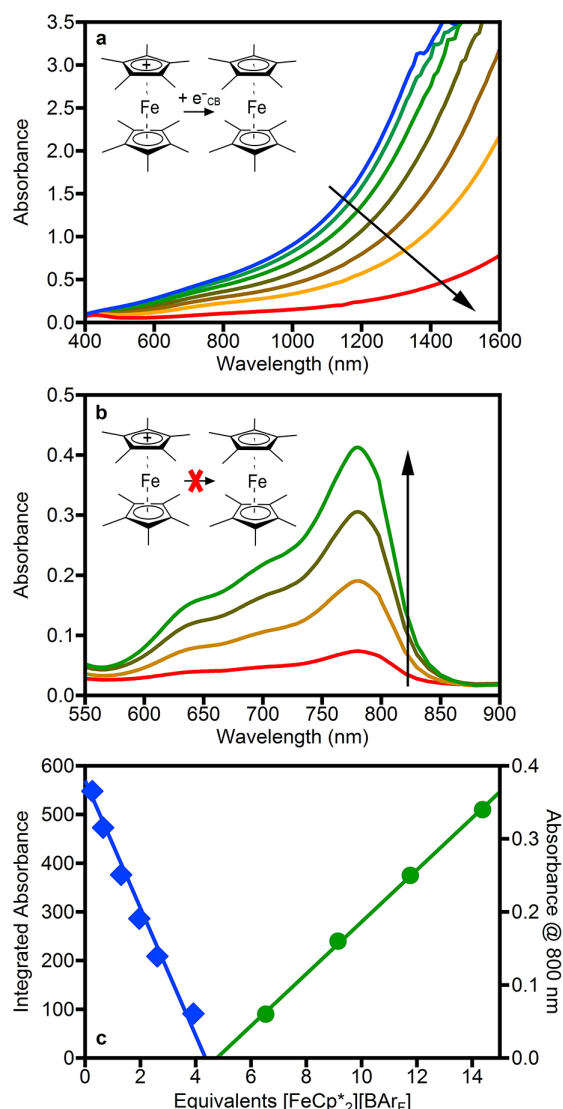 a
3.5
3.0
2.5
2.0
1.5
1.0
0.5
0.0
Absorbance
+
Fe
+ e⁻CB
Fe
400 600 800 1000 1200 1400 1600
Wavelength (nm)
b
0.5
0.4
0.3
0.2
0.1
0.0
Absorbance
+
Fe
Fe
550 600 650 700 750 800 850 900
Wavelength (nm)
600
500
400
300
200
100
0
Integrated Absorbance
0.4
0.3
0.2
0.1
0.0
Absorbance @ 800 nm
c
0 2 4 6 8 10 12 14
Equivalents [FeCp*₂][BArF]